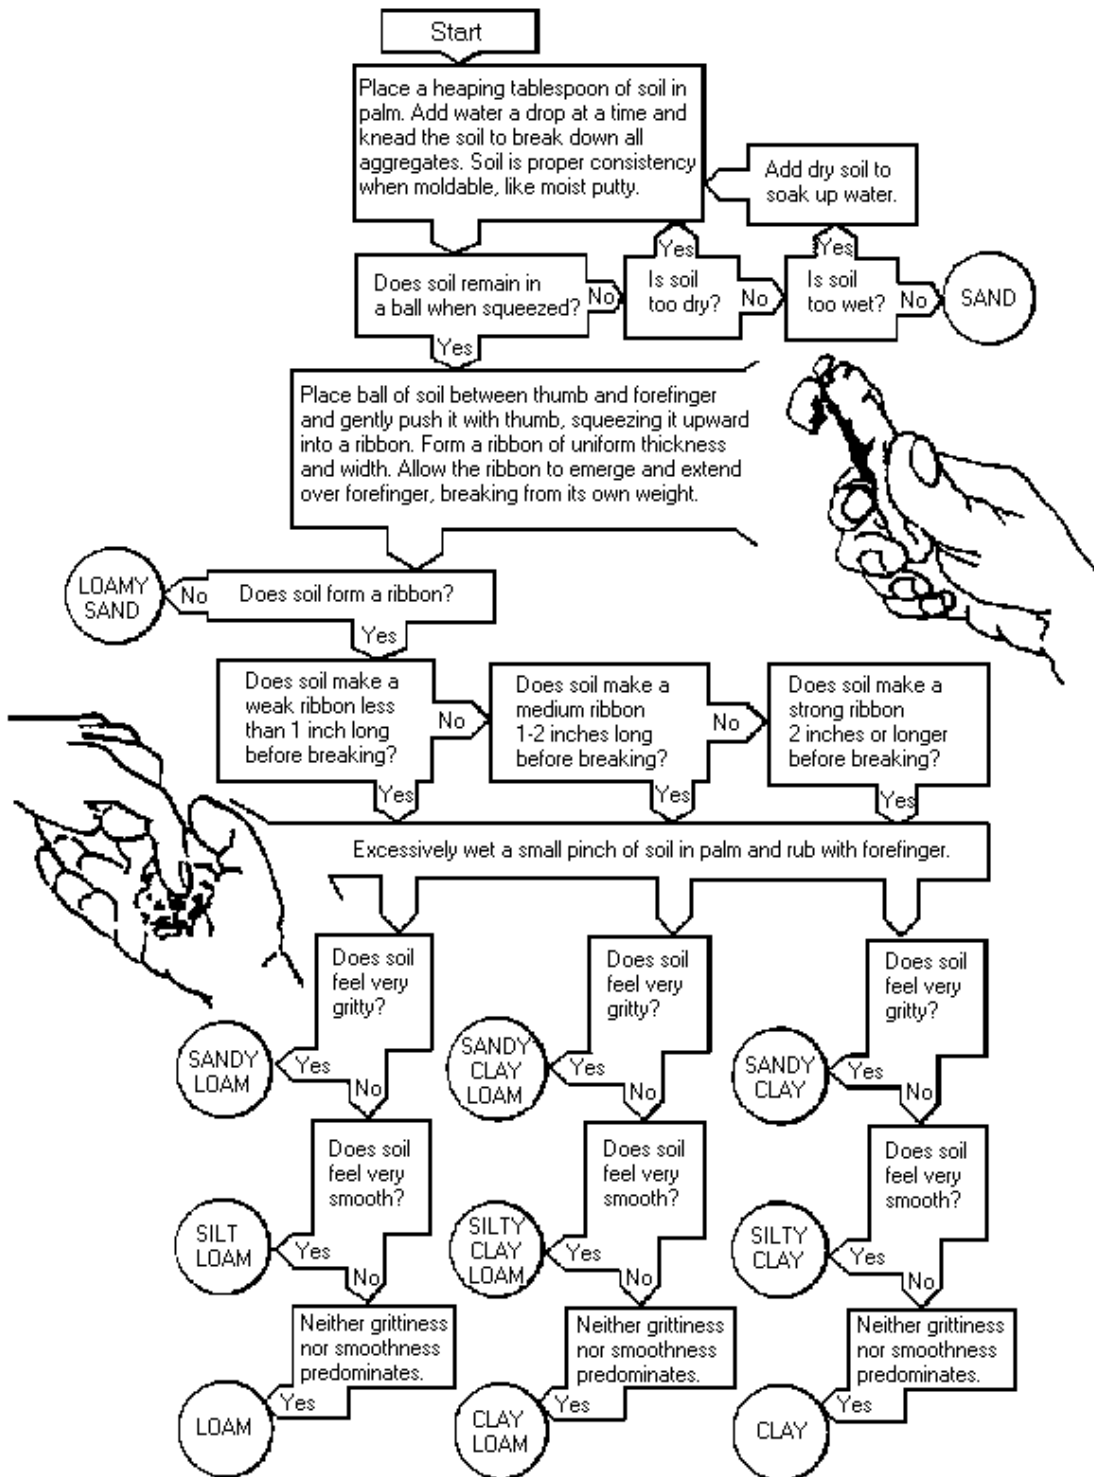 Start
Place a heaping tablespoon of soil in
palm. Add water a drop at a time and
knead the soil to break down all
aggregates. Soil is proper consistency
when moldable, like moist putty.
Add dry soil to
soak up water.
Yes
Yes
Does soil remain in
a ball when squeezed?
No
Is soil
too dry?
No
Is soil
too wet?
No
SAND
Yes
Place ball of soil between thumb and forefinger
and gently push it with thumb, squeezing it upward
into a ribbon. Form a ribbon of uniform thickness
and width. Allow the ribbon to emerge and extend
over forefinger, breaking from its own weight.
LOAMY
SAND
No
Does soil form a ribbon?
Yes
Does soil make a
weak ribbon less
than 1 inch long
before breaking?
No
Does soil make a
medium ribbon
1-2 inches long
before breaking?
No
Does soil make a
strong ribbon
2 inches or longer
before breaking?
Yes
Yes
Yes
Excessively wet a small pinch of soil in palm and rub with forefinger.
Does soil
feel very
gritty?
Does soil
feel very
gritty?
Does soil
feel very
gritty?
SANDY
LOAM
Yes
No
SANDY
CLAY
LOAM
Yes
No
SANDY
CLAY
Yes
No
Does soil
feel very
smooth?
Does soil
feel very
smooth?
Does soil
feel very
smooth?
SILT
LOAM
Yes
No
SILTY
CLAY
LOAM
Yes
No
SILTY
CLAY
Yes
No
Neither grittiness
nor smoothness
predominates.
Neither grittiness
nor smoothness
predominates.
Neither grittiness
nor smoothness
predominates.
LOAM
Yes
CLAY
LOAM
Yes
CLAY
Yes